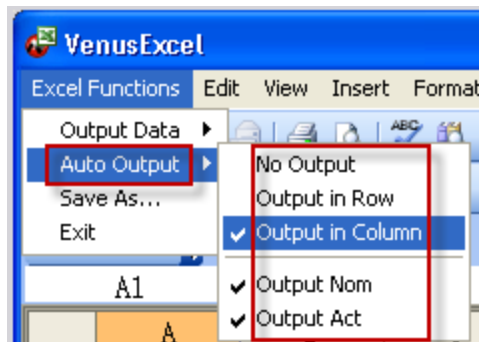 VenusExcel
Excel Functions Edit View Insert Format
Output Data
Auto Output
Save As...
Exit
No Output
Output in Row
Output in Column
Output Nom
Output Act
ABC
A1
A